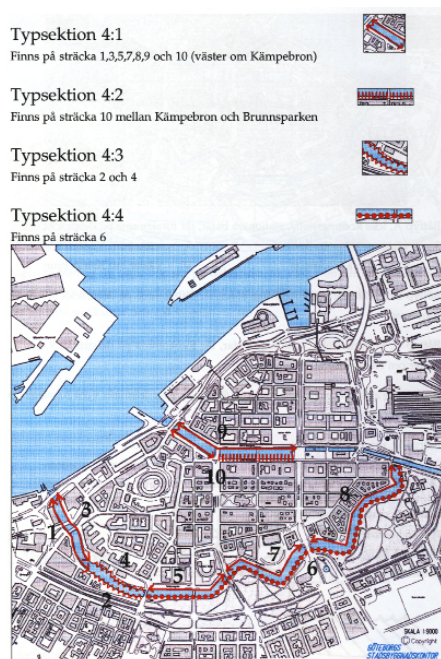 Typsektion 4:1
Finns på sträcka 1,3,5,7,8,9 och 10 (väster om Kämpebron)
Typsektion 4:2
Finns på sträcka 10 mellan Kämpebron och Brunnsparken
Typsektion 4:3
Finns på sträcka 2 och 4
Typsektion 4:4
Finns på sträcka 6
9
10
8
3
1
7
4
5
6
2
SKALA 1:9000
© Copyright
GÖTEBORGS
STADSBYGGNADSKONTOR